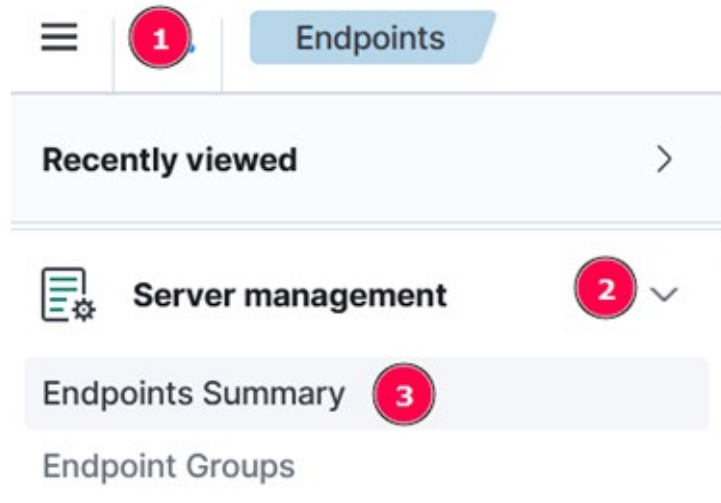 1
Endpoints
Recently viewed
Server management
2
Endpoints Summary
3
Endpoint Groups